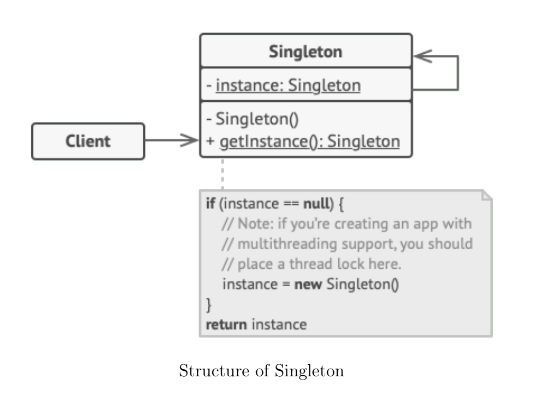 Singleton
- instance: Singleton
- Singleton()
+ getInstance(): Singleton
Client
if (instance == null) {
// Note: if you're creating an app with
// multithreading support, you should
// place a thread lock here.
instance = new Singleton()
}
return instance
Structure of Singleton